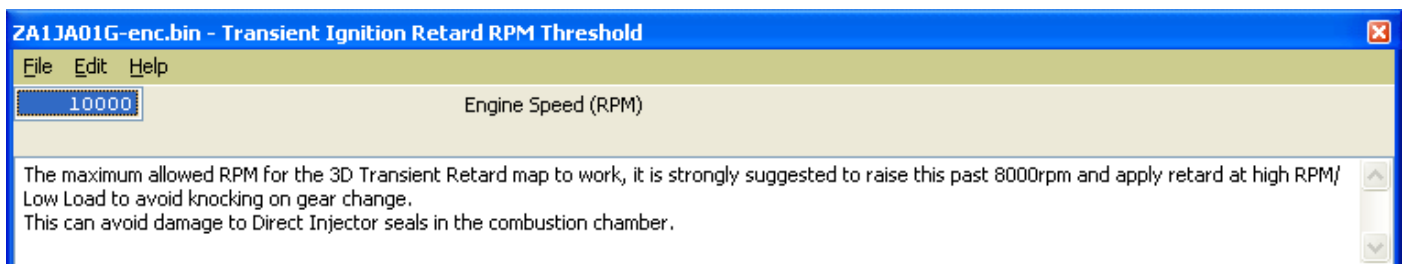 ZA1JA01G-enc.bin - Transient Ignition Retard RPM Threshold
File Edit Help
10000 Engine Speed (RPM)
The maximum allowed RPM for the 3D Transient Retard map to work, it is strongly suggested to raise this past 8000rpm and apply retard at high RPM/
Low Load to avoid knocking on gear change.
This can avoid damage to Direct Injector seals in the combustion chamber.